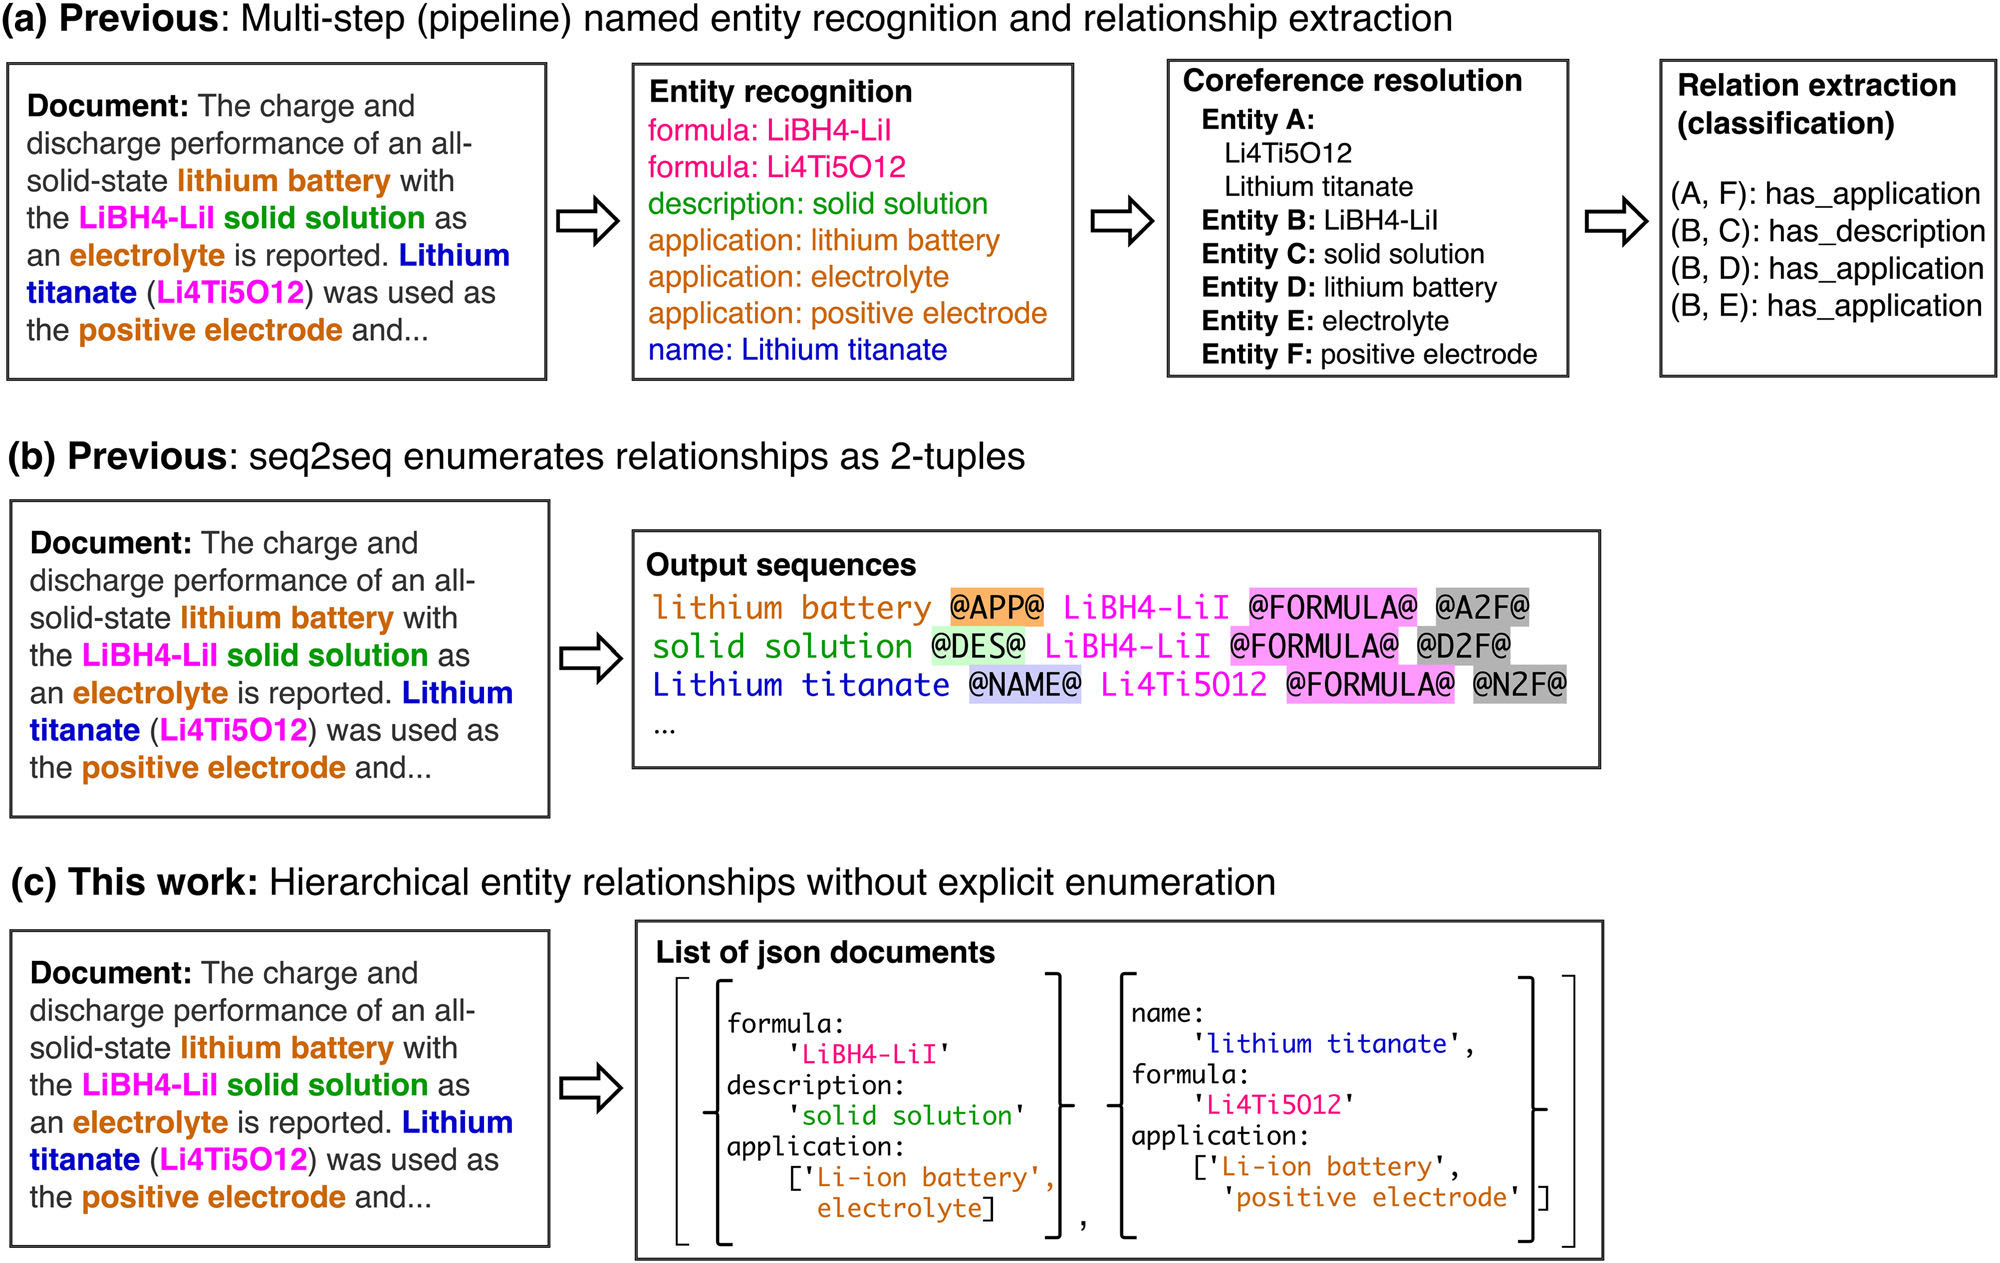 (a) Previous: Multi-step (pipeline) named entity recognition and relationship extraction
Document: The charge and
discharge performance of an all-
solid-state lithium battery with
the LiBH4-LiI solid solution as
an electrolyte is reported. Lithium
titanate (Li4Ti5O12) was used as
the positive electrode and...
Entity recognition
formula: LiBH4-LiI
formula: Li4Ti5O12
description: solid solution
application: lithium battery
application: electrolyte
application: positive electrode
name: Lithium titanate
Coreference resolution
Entity A:
Li4Ti5O12
Lithium titanate
Entity B: LiBH4-LiI
Entity C: solid solution
Entity D: lithium battery
Entity E: electrolyte
Entity F: positive electrode
Relation extraction
(classification)
(A, F): has_application
(B, C): has_description
(B, D): has_application
(B, E): has_application
(b) Previous: seq2seq enumerates relationships as 2-tuples
Document: The charge and
discharge performance of an all-
solid-state lithium battery with
the LiBH4-LiI solid solution as
an electrolyte is reported. Lithium
titanate (Li4Ti5O12) was used as
the positive electrode and...
Output sequences
lithium battery @APP@ LiBH4-LiI @FORMULA@ @A2F@
solid solution @DES@ LiBH4-LiI @FORMULA@ @D2F@
Lithium titanate @NAME@ Li4Ti5O12 @FORMULA@ @N2F@
...
(c) This work: Hierarchical entity relationships without explicit enumeration
Document: The charge and
discharge performance of an all-
solid-state lithium battery with
the LiBH4-LiI solid solution as
an electrolyte is reported. Lithium
titanate (Li4Ti5O12) was used as
the positive electrode and...
List of json documents
[ {
formula:
'LiBH4-LiI'
description:
'solid solution'
application:
['Li-ion battery',
electrolyte]
} , {
name:
'lithium titanate',
formula:
'Li4Ti5O12'
application:
['Li-ion battery',
'positive electrode' ]
} ]